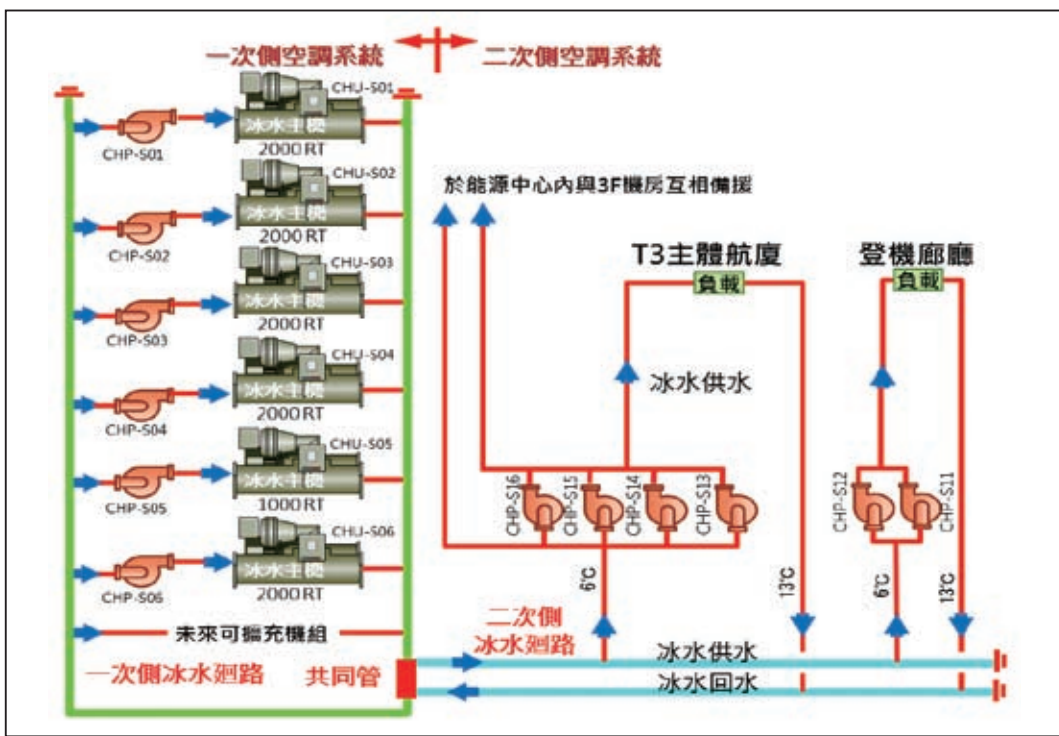 一次側空調系統
二次側空調系統
CHU-S01
冰水主機
CHP-S01
2000 RT
CHU-S02
冰水主機
CHP-S02
2000 RT
CHU-S03
冰水主機
CHP-S03
2000 RT
CHU-S04
冰水主機
CHP-S04
2000 RT
CHU-S05
冰水主機
CHP-S05
1000 RT
CHU-S06
冰水主機
CHP-S06
2000 RT
未來可擴充機組
一次側冰水廻路
共同管
於能源中心內與3F機房互相備援
T3主體航廈
負載
登機廊廳
負載
冰水供水
CHP-S16
CHP-S15
CHP-S14
CHP-S13
CHP-S12
CHP-S11
6℃
13℃
6℃
13℃
二次側
冰水廻路
冰水供水
冰水回水